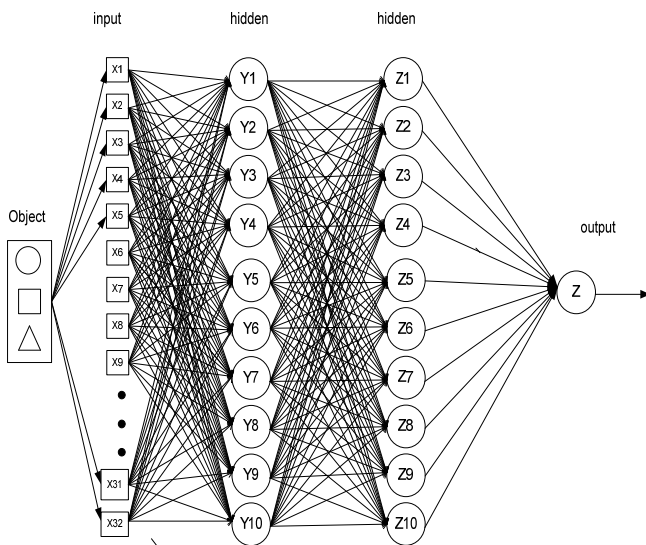 input hidden hidden
X1 Y1 Z1
X2 Y2 Z2
X3 Y3 Z3
X4 Y4 Z4
Object X5
output
X6 Y5 Z5
X7 Z
X8 Y6 Z6
X9 Y7 Z7
Y8 Z8
X31 Y9 Z9
X32 Y10 Z10